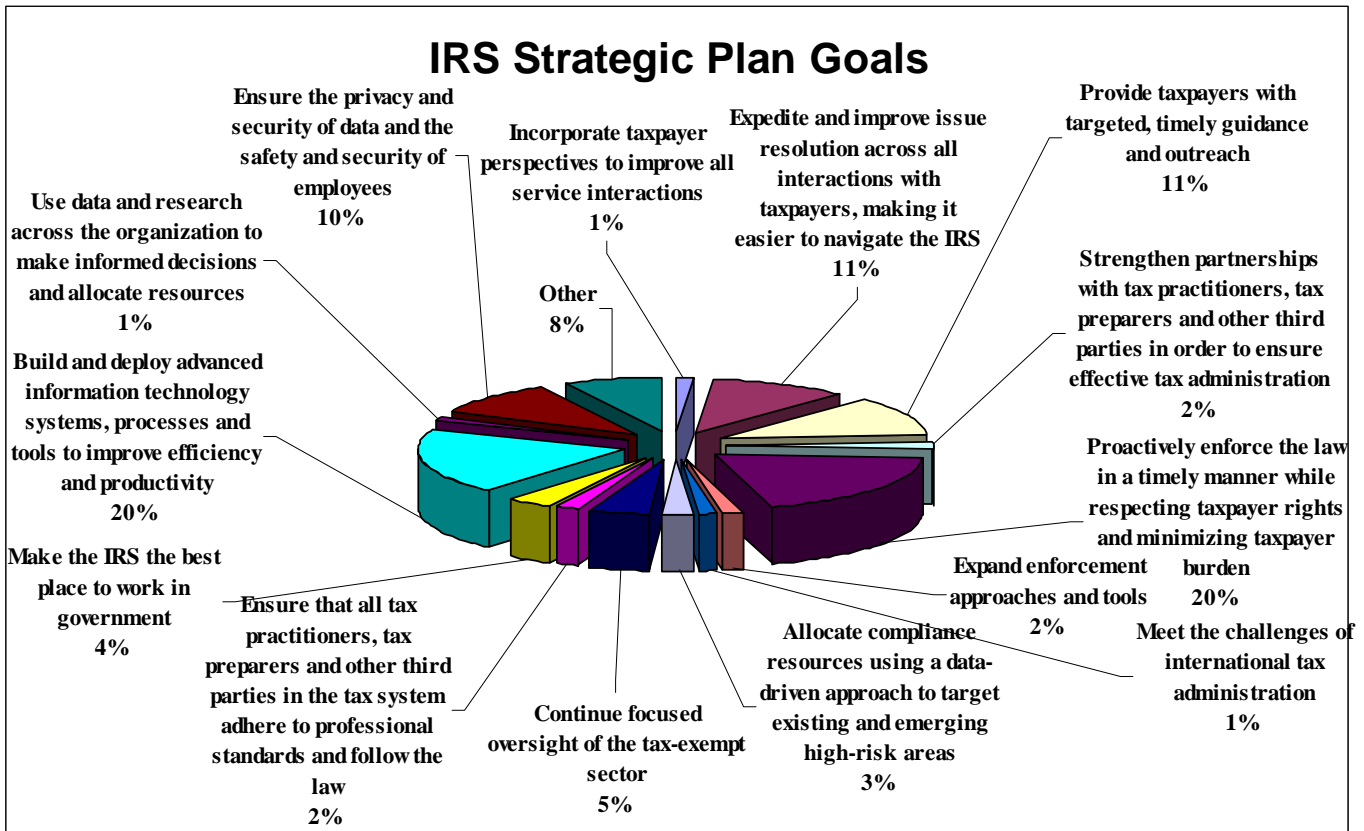 IRS Strategic Plan Goals
Ensure the privacy and
security of data and the
safety and security of
employees
10%
Incorporate taxpayer
perspectives to improve all
service interactions
1%
Expedite and improve issue
resolution across all
interactions with
taxpayers, making it
easier to navigate the IRS
11%
Provide taxpayers with
targeted, timely guidance
and outreach
11%
Use data and research
across the organization to
make informed decisions
and allocate resources
1%
Other
8%
Strengthen partnerships
with tax practitioners, tax
preparers and other third
parties in order to ensure
effective tax administration
2%
Build and deploy advanced
information technology
systems, processes and
tools to improve efficiency
and productivity
20%
Proactively enforce the law
in a timely manner while
respecting taxpayer rights
and minimizing taxpayer
burden
20%
Make the IRS the best
place to work in
government
4%
Ensure that all tax
practitioners, tax
preparers and other third
parties in the tax system
adhere to professional
standards and follow the
law
2%
Continue focused
oversight of the tax-exempt
sector
5%
Allocate compliance
resources using a data-
driven approach to target
existing and emerging
high-risk areas
3%
Expand enforcement
approaches and tools
2%
Meet the challenges of
international tax
administration
1%